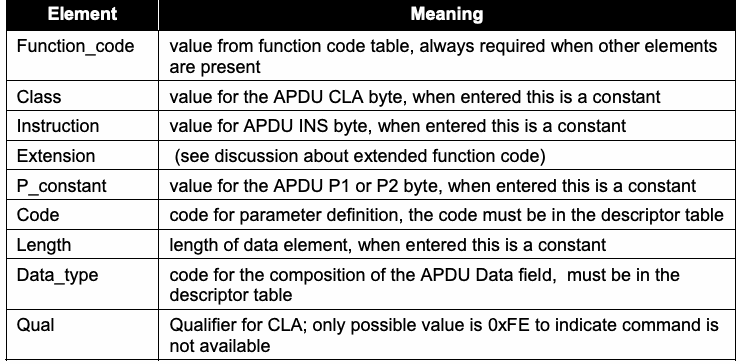 Element Meaning
Function_code value from function code table, always required when other elements
are present
Class value for the APDU CLA byte, when entered this is a constant
Instruction value for APDU INS byte, when entered this is a constant
Extension (see discussion about extended function code)
P_constant value for the APDU P1 or P2 byte, when entered this is a constant
Code code for parameter definition, the code must be in the descriptor table
Length length of data element, when entered this is a constant
Data_type code for the composition of the APDU Data field, must be in the
descriptor table
Qual Qualifier for CLA; only possible value is 0xFE to indicate command is
not available